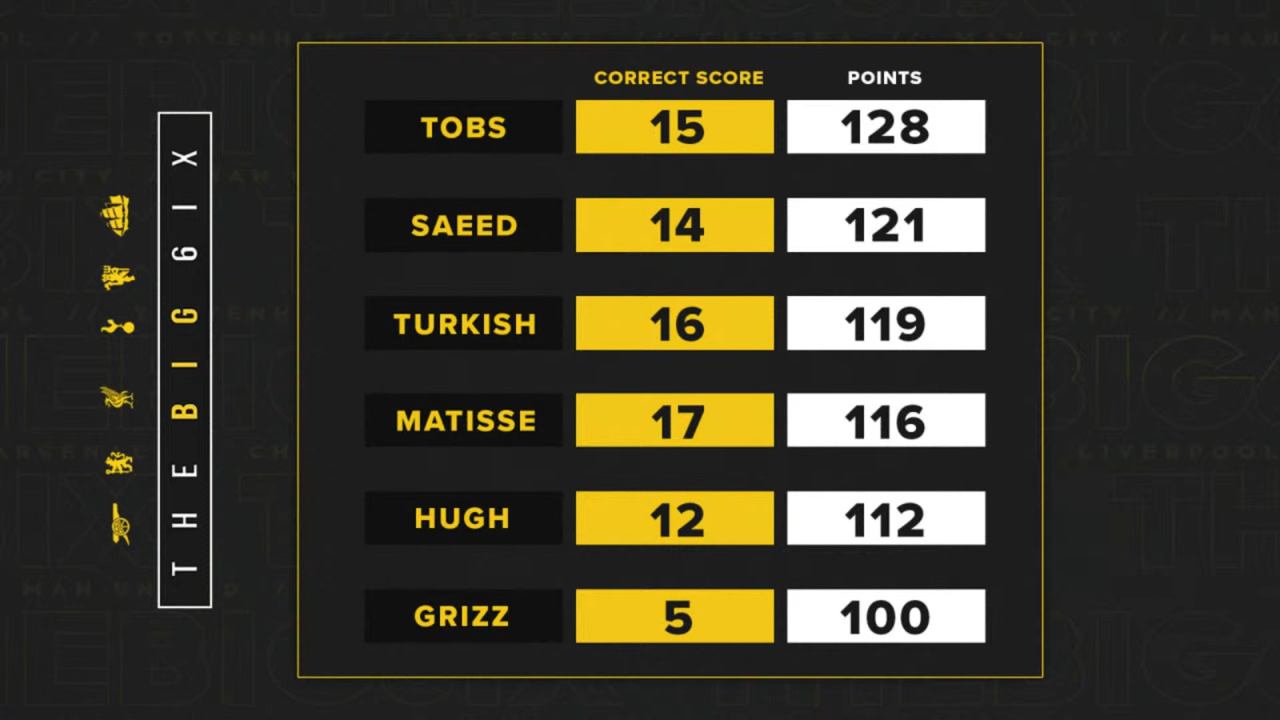 THE BIG 6IX
CORRECT SCORE POINTS
TOBS 15 128
SAEED 14 121
TURKISH 16 119
MATISSE 17 116
HUGH 12 112
GRIZZ 5 100